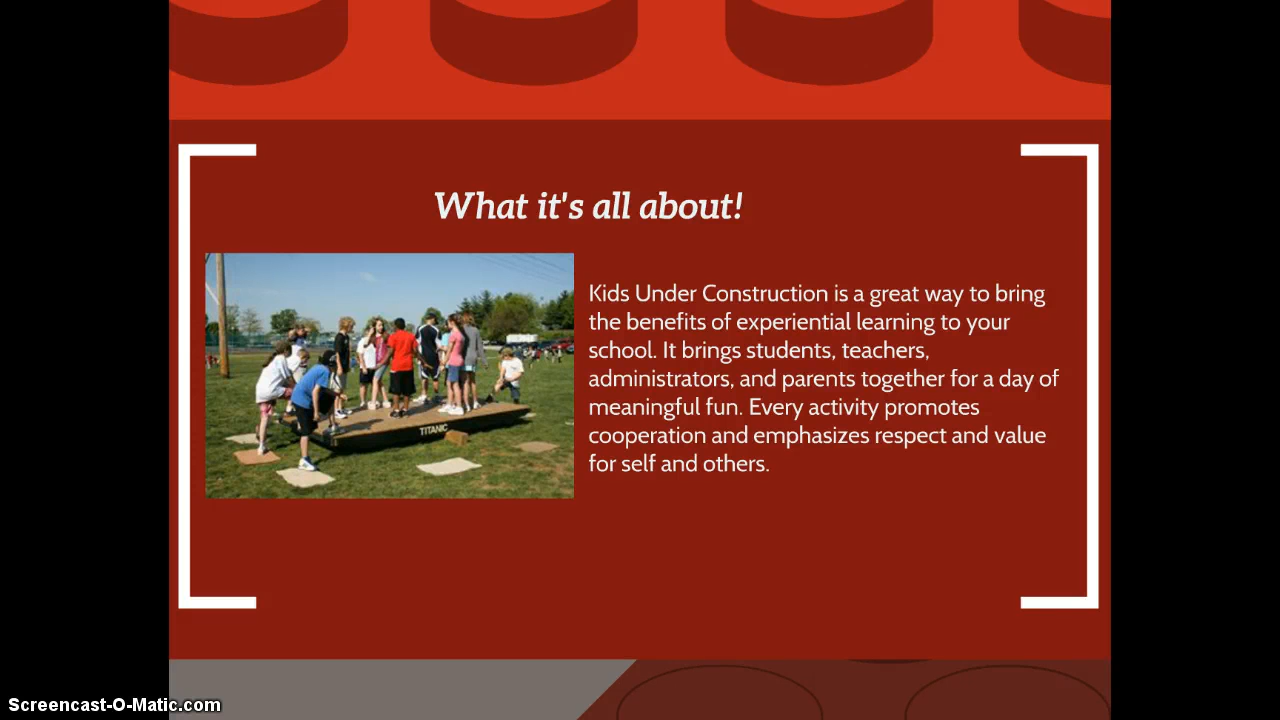 What it's all about!
TITANIC
Kids Under Construction is a great way to bring
the benefits of experiential learning to your
school. It brings students, teachers,
administrators, and parents together for a day of
meaningful fun. Every activity promotes
cooperation and emphasizes respect and value
for self and others.
Screencast-O-Matic.com